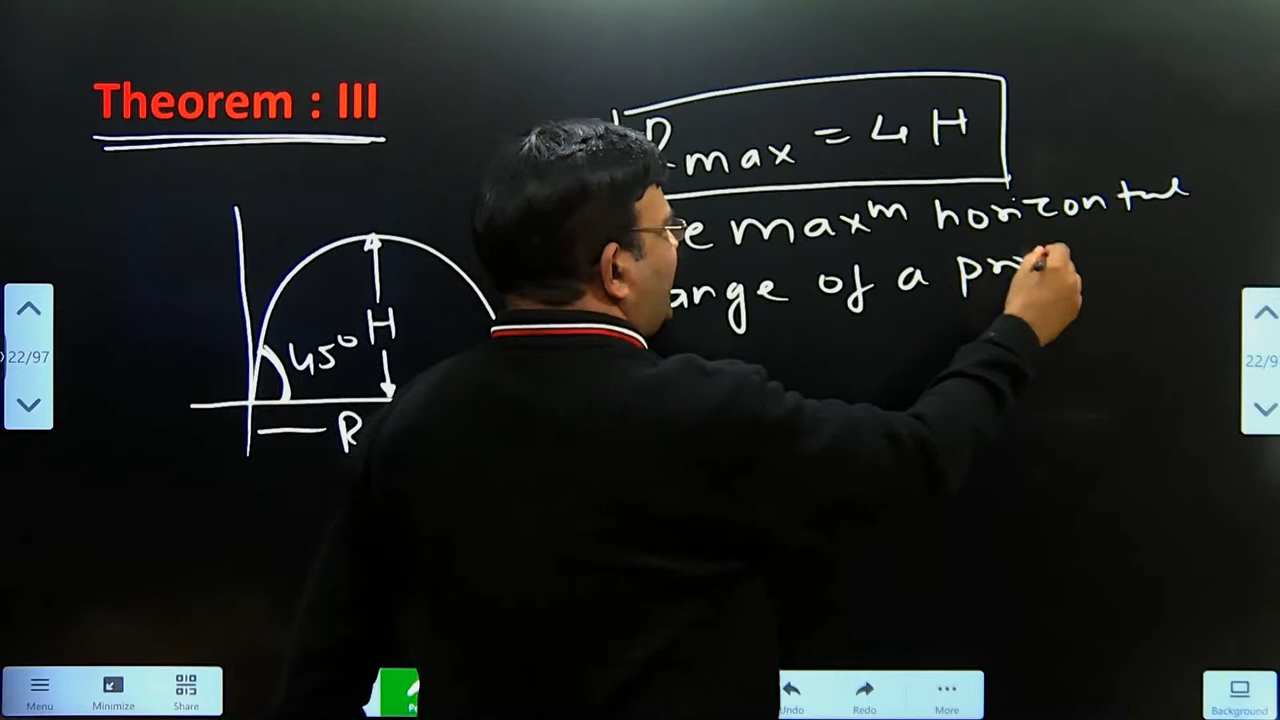 Theorem : III
max = 4 H
e maxᵐ horizontal
ange of a pr
H
45°
R
22/97
22/9
Menu
Minimize
Share
Undo
Redo
More
Background